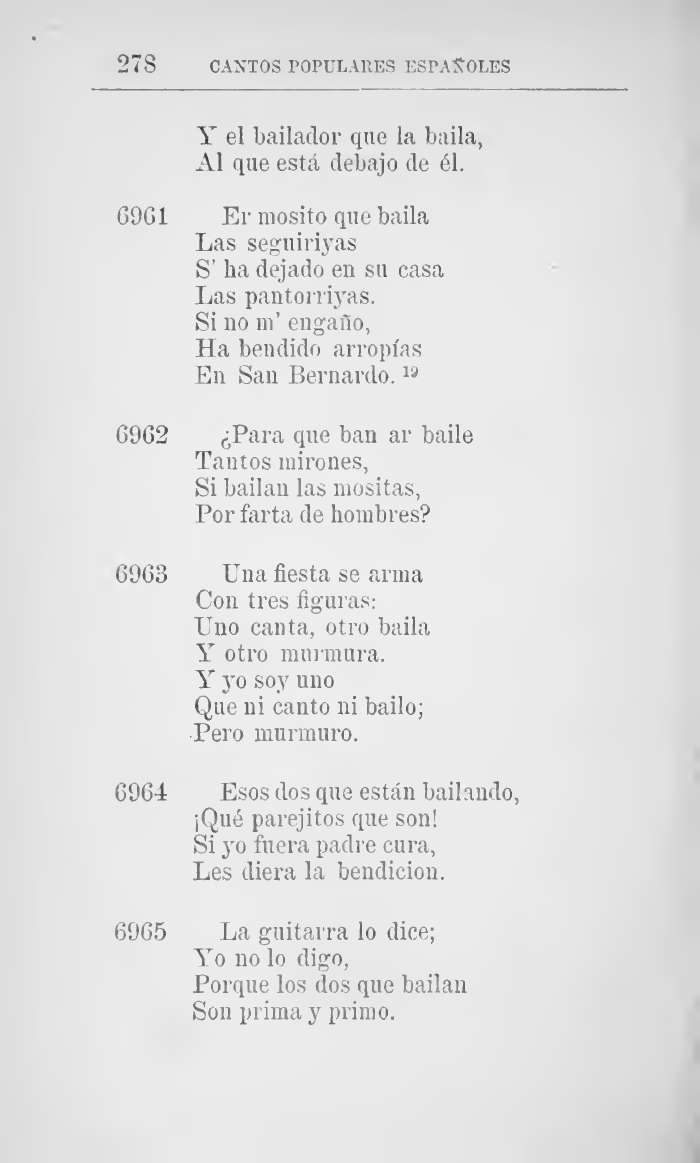 278 CANTOS POPULARES ESPAÑOLES
Y el bailador que la baila,
Al que está debajo de él.
6961 Er mosito que baila
Las seguiriyas
S' ha dejado en su casa
Las pantorriyas.
Si no m' engaño,
Ha bendido arropías
En San Bernardo. 19
6962 ¿Para que ban ar baile
Tantos mirones,
Si bailan las mositas,
Por farta de hombres?
6963 Una fiesta se arma
Con tres figuras:
Uno canta, otro baila
Y otro murmura.
Y yo soy uno
Que ni canto ni bailo;
Pero murmuro.
6964 Esos dos que están bailando,
¡Qué parejitos que son!
Si yo fuera padre cura,
Les diera la bendicion.
6965 La guitarra lo dice;
Yo no lo digo,
Porque los dos que bailan
Son prima y primo.